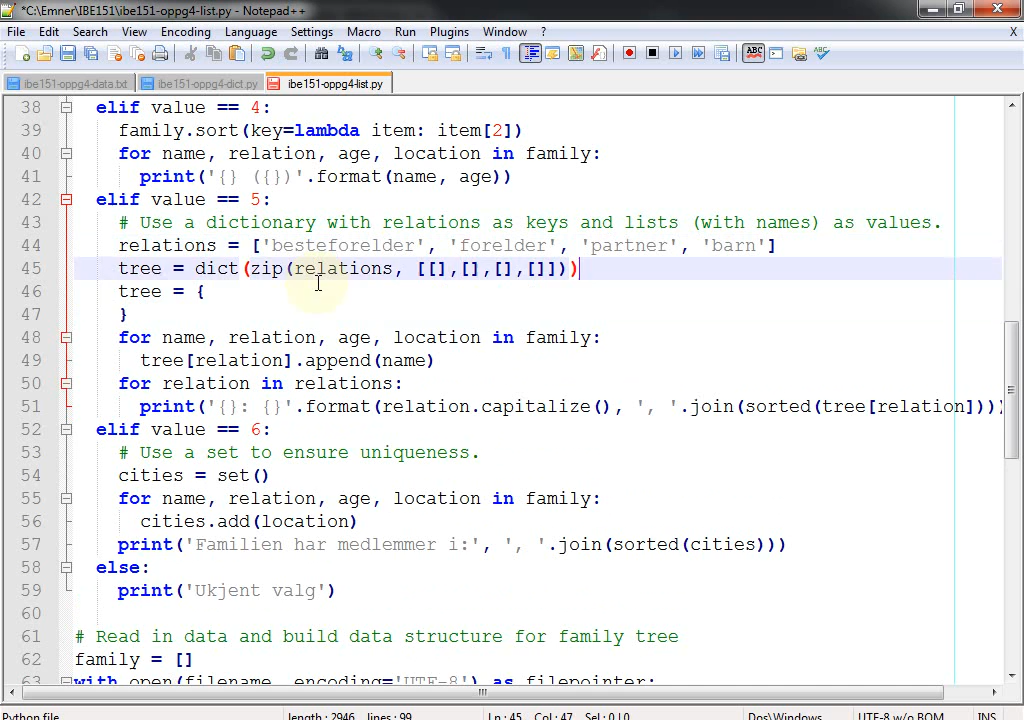 *C:\Emner\IBE151\ibe151-oppg4-list.py - Notepad++
File Edit Search View Encoding Language Settings Macro Run Plugins Window ? X
ibe151-oppg4-data.txt ibe151-oppg4-dict.py ibe151-oppg4-list.py
38 elif value == 4:
39 family.sort(key=lambda item: item[2])
40 for name, relation, age, location in family:
41 print('{} ({})'.format(name, age))
42 elif value == 5:
43 # Use a dictionary with relations as keys and lists (with names) as values.
44 relations = ['besteforelder', 'forelder', 'partner', 'barn']
45 tree = dict(zip(relations, [[],[],[],[]]))
46 tree = {
47 }
48 for name, relation, age, location in family:
49 tree[relation].append(name)
50 for relation in relations:
51 print('{}: {}'.format(relation.capitalize(), ', '.join(sorted(tree[relation])))
52 elif value == 6:
53 # Use a set to ensure uniqueness.
54 cities = set()
55 for name, relation, age, location in family:
56 cities.add(location)
57 print('Familien har medlemmer i:', ', '.join(sorted(cities)))
58 else:
59 print('Ukjent valg')
60
61 # Read in data and build data structure for family tree
62 family = []
63 with open(filename, encoding='UTF-8') as filepointer:
Python file length : 2946 lines : 99 Ln : 45 Col : 47 Sel : 0 | 0 Dos\Windows UTF-8 w/o BOM INS